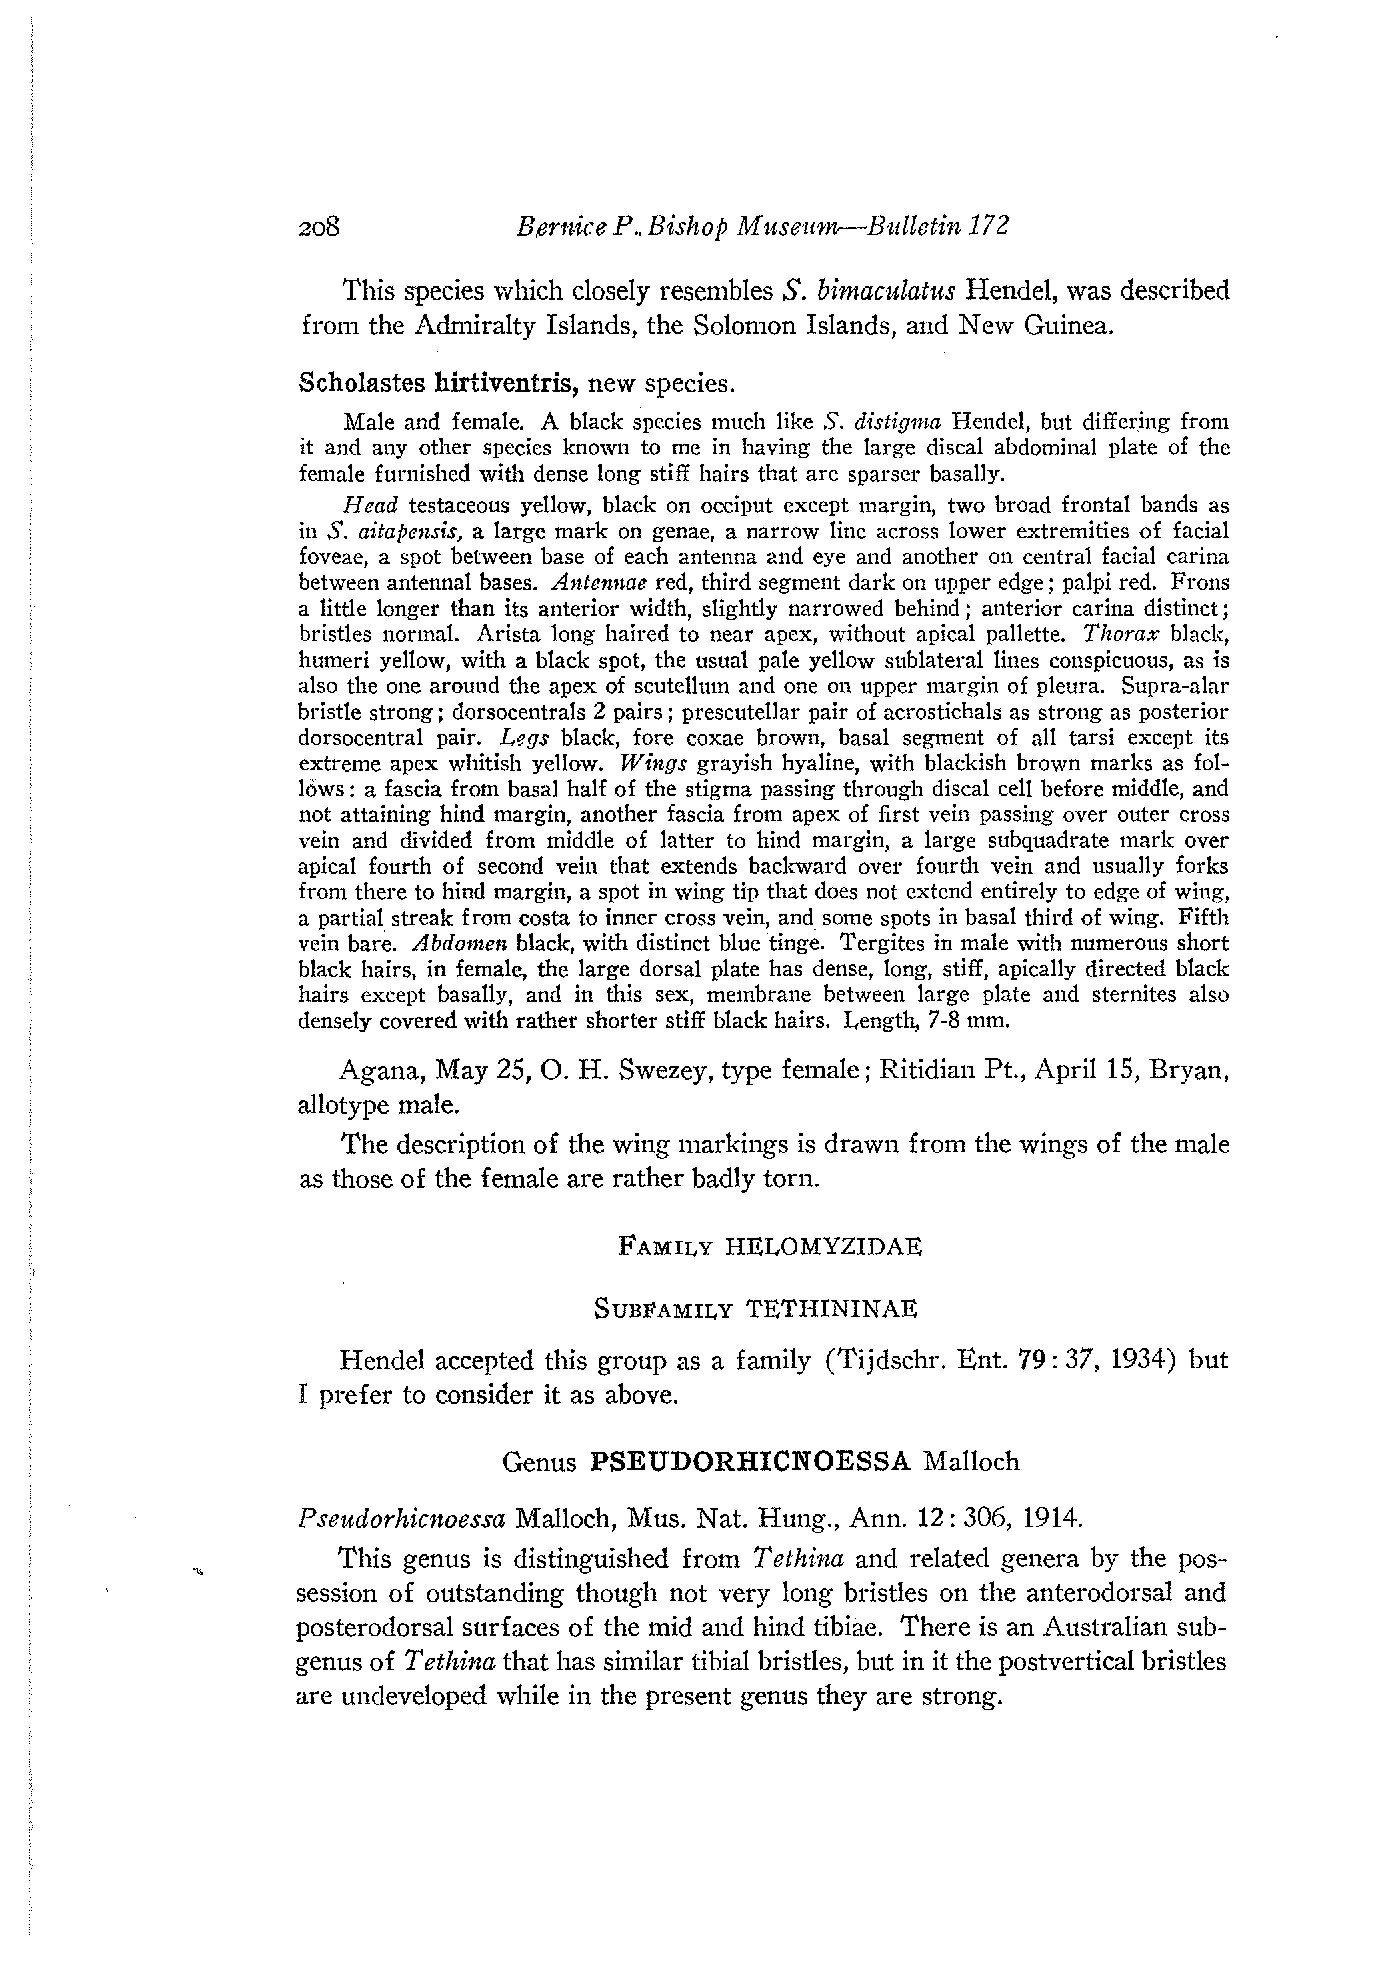 208 Bernice P. Bishop Museum—Bulletin 172
This species which closely resembles S. bimaculatus Hendel, was described
from the Admiralty Islands, the Solomon Islands, and New Guinea.
Scholastes hirtiventris, new species.
Male and female. A black species much like S. distigma Hendel, but differing from
it and any other species known to me in having the large discal abdominal plate of the
female furnished with dense long stiff hairs that are sparser basally.
Head testaceous yellow, black on occiput except margin, two broad frontal bands as
in S. aitapensis, a large mark on genae, a narrow line across lower extremities of facial
foveae, a spot between base of each antenna and eye and another on central facial carina
between antennal bases. Antennae red, third segment dark on upper edge; palpi red. Frons
a little longer than its anterior width, slightly narrowed behind; anterior carina distinct;
bristles normal. Arista long haired to near apex, without apical pallette. Thorax black,
humeri yellow, with a black spot, the usual pale yellow sublateral lines conspicuous, as is
also the one around the apex of scutellum and one on upper margin of pleura. Supra-alar
bristle strong; dorsocentrals 2 pairs; prescutellar pair of acrostichals as strong as posterior
dorsocentral pair. Legs black, fore coxae brown, basal segment of all tarsi except its
extreme apex whitish yellow. Wings grayish hyaline, with blackish brown marks as fol-
lows: a fascia from basal half of the stigma passing through discal cell before middle, and
not attaining hind margin, another fascia from apex of first vein passing over outer cross
vein and divided from middle of latter to hind margin, a large subquadrate mark over
apical fourth of second vein that extends backward over fourth vein and usually forks
from there to hind margin, a spot in wing tip that does not extend entirely to edge of wing,
a partial streak from costa to inner cross vein, and some spots in basal third of wing. Fifth
vein bare. Abdomen black, with distinct blue tinge. Tergites in male with numerous short
black hairs, in female, the large dorsal plate has dense, long, stiff, apically directed black
hairs except basally, and in this sex, membrane between large plate and sternites also
densely covered with rather shorter stiff black hairs. Length, 7-8 mm.
Agana, May 25, O. H. Swezey, type female; Ritidian Pt., April 15, Bryan,
allotype male.
The description of the wing markings is drawn from the wings of the male
as those of the female are rather badly torn.
FAMILY HELOMYZIDAE
SUBFAMILY TETHININAE
Hendel accepted this group as a family (Tijdschr. Ent. 79: 37, 1934) but
I prefer to consider it as above.
Genus PSEUDORHICNOESSA Malloch
Pseudorhicnoessa Malloch, Mus. Nat. Hung., Ann. 12: 306, 1914.
This genus is distinguished from Tethina and related genera by the pos-
session of outstanding though not very long bristles on the anterodorsal and
posterodorsal surfaces of the mid and hind tibiae. There is an Australian sub-
genus of Tethina that has similar tibial bristles, but in it the postvertical bristles
are undeveloped while in the present genus they are strong.